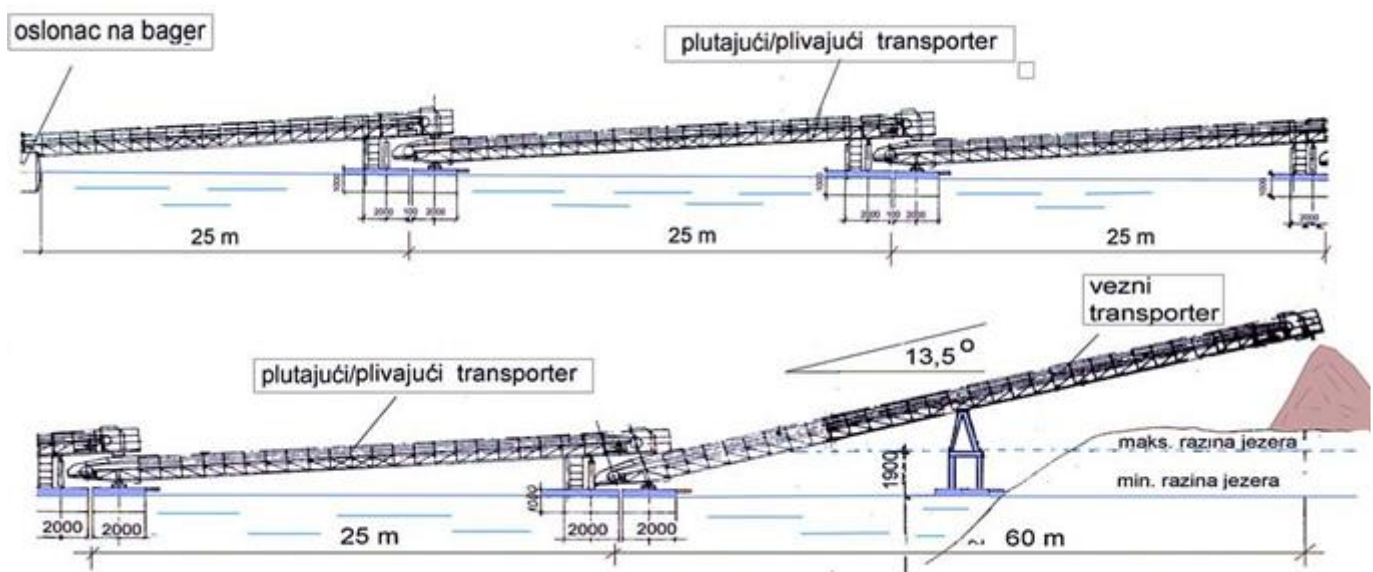 oslonac na bager
plutajući/plivajući transporter
1000
2000 100 2000
1000
2000 100 2000
1000
2000
25 m
25 m
25 m
vezni
transporter
13,5 o
plutajući/plivajući transporter
maks. razina jezera
1900
min. razina jezera
1000
2000
2000
2000
2000
25 m
60 m